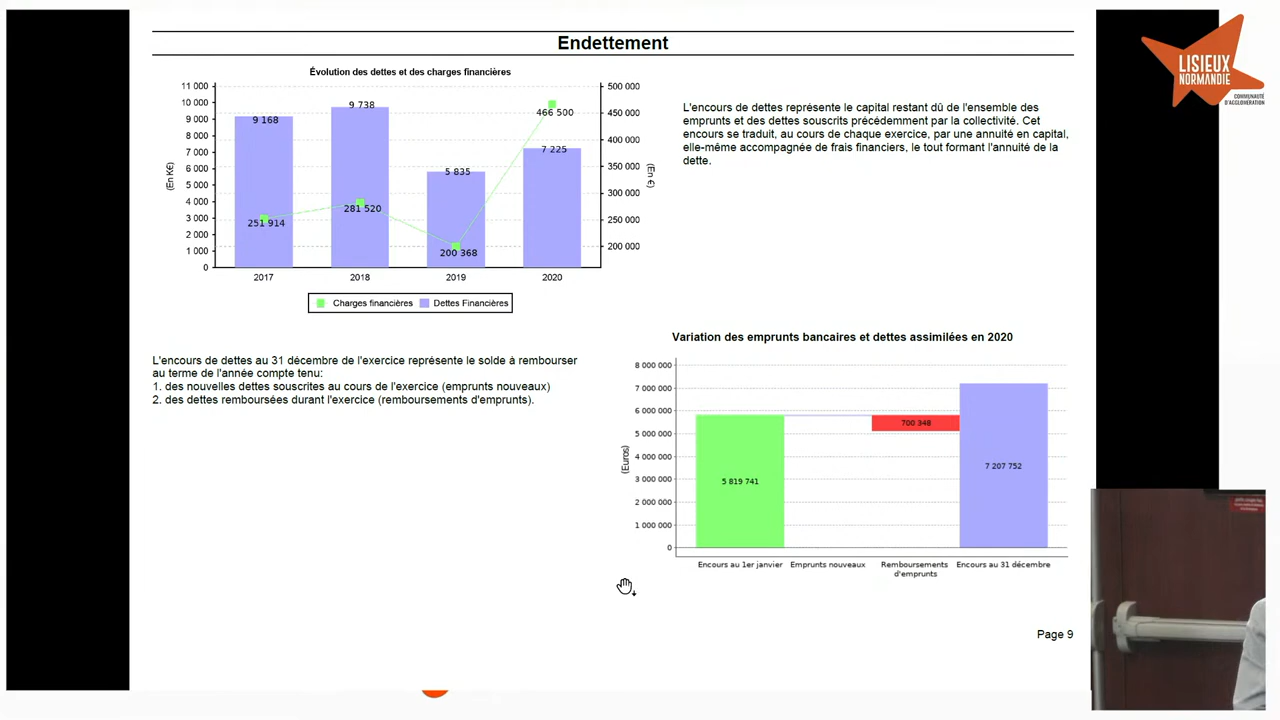 Endettement
LISIEUX
NORMANDIE
COMMUNAUTÉ
D'AGGLOMÉRATION
Évolution des dettes et des charges financières
11 000
10 000
9 000
8 000
7 000
6 000
5 000
4 000
3 000
2 000
1 000
0
(En K€)
9 168
9 738
5 835
7 225
251 914
281 520
200 368
466 500
500 000
450 000
400 000
350 000
300 000
250 000
200 000
(En €)
2017
2018
2019
2020
Charges financières
Dettes Financières
L'encours de dettes représente le capital restant dû de l'ensemble des
emprunts et des dettes souscrits précédemment par la collectivité. Cet
encours se traduit, au cours de chaque exercice, par une annuité en capital,
elle-même accompagnée de frais financiers, le tout formant l'annuité de la
dette.
L'encours de dettes au 31 décembre de l'exercice représente le solde à rembourser
au terme de l'année compte tenu:
1. des nouvelles dettes souscrites au cours de l'exercice (emprunts nouveaux)
2. des dettes remboursées durant l'exercice (remboursements d'emprunts).
Variation des emprunts bancaires et dettes assimilées en 2020
8 000 000
7 000 000
6 000 000
5 000 000
4 000 000
3 000 000
2 000 000
1 000 000
0
(Euros)
5 819 741
700 348
7 207 752
Encours au 1er janvier
Emprunts nouveaux
Remboursements
d'emprunts
Encours au 31 décembre
Page 9